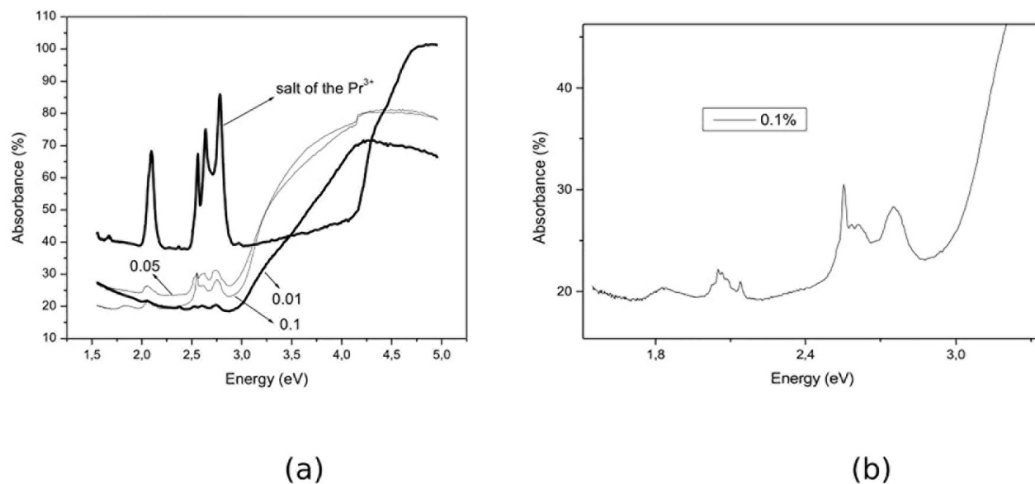 110
100
90
80
70
60
50
40
30
20
10
Absorbance (%)
salt of the Pr3+
0.05
0.01
0.1
1,5 2,0 2,5 3,0 3,5 4,0 4,5 5,0
Energy (eV)
(a)
40
30
20
Absorbance (%)
0.1%
1,8 2,4 3,0
Energy (eV)
(b)